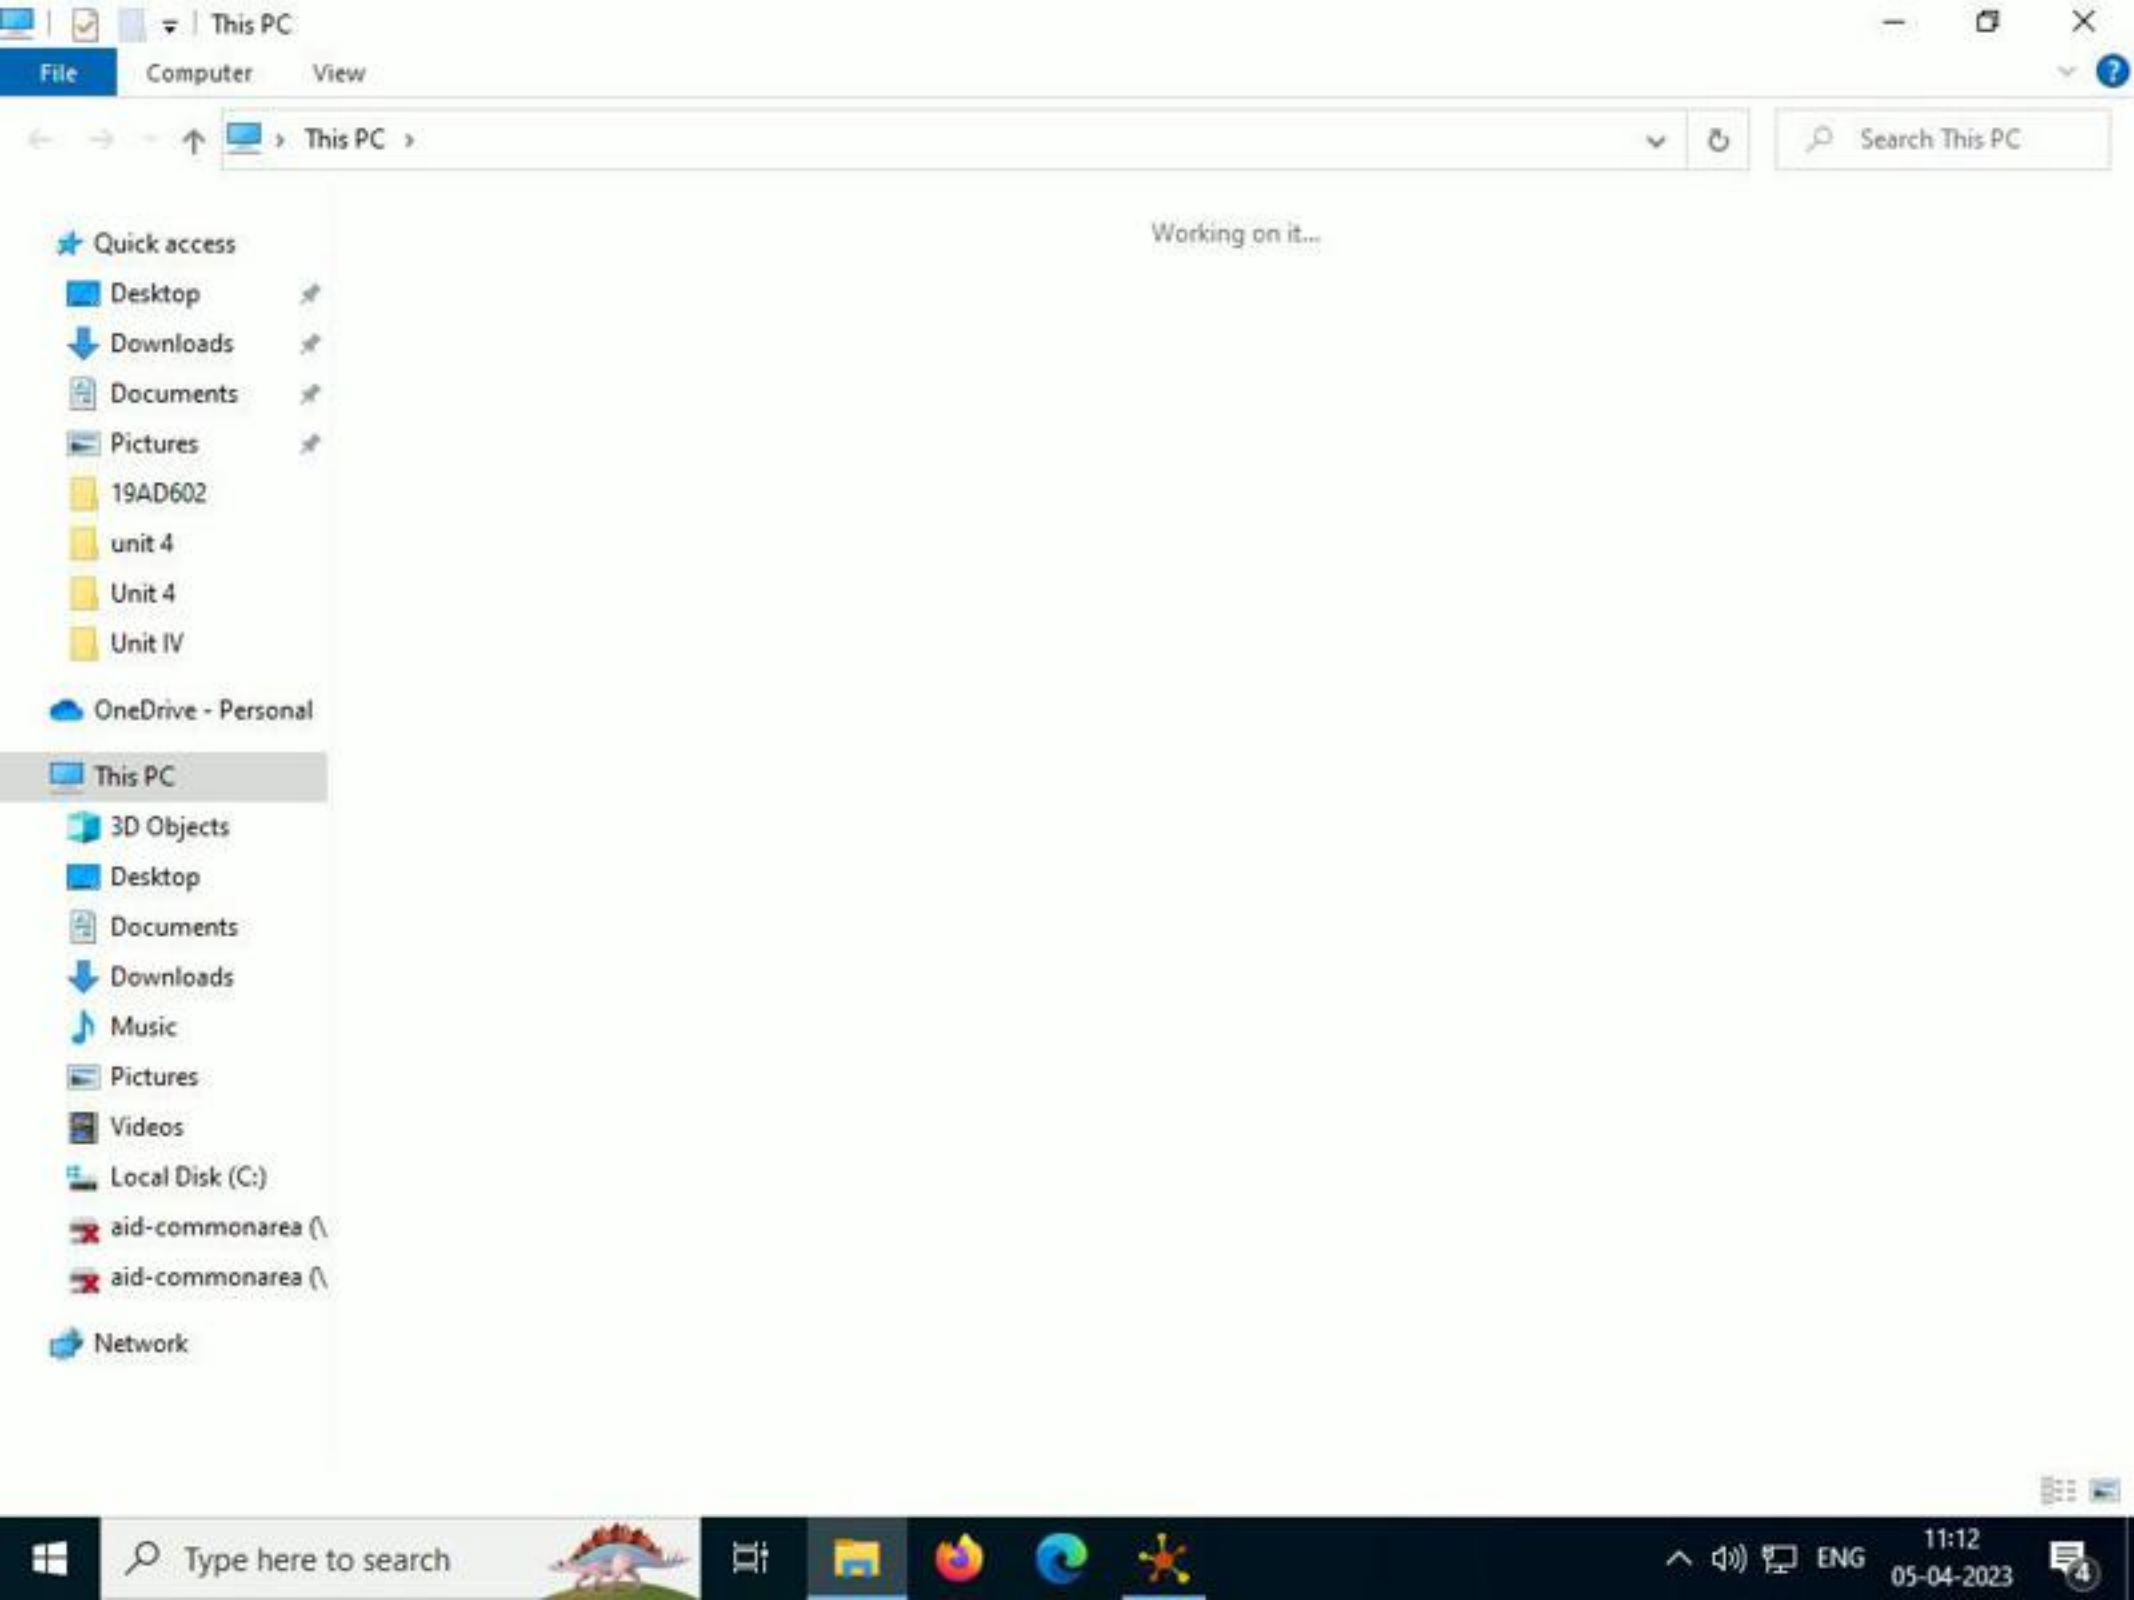 This PC
File Computer View
This PC
Search This PC
Working on it...
Quick access
Desktop
Downloads
Documents
Pictures
19AD602
unit 4
Unit 4
Unit IV
OneDrive - Personal
This PC
3D Objects
Desktop
Documents
Downloads
Music
Pictures
Videos
Local Disk (C:)
aid-commonarea (\
aid-commonarea (\
Network
Type here to search
ENG
11:12
05-04-2023
4